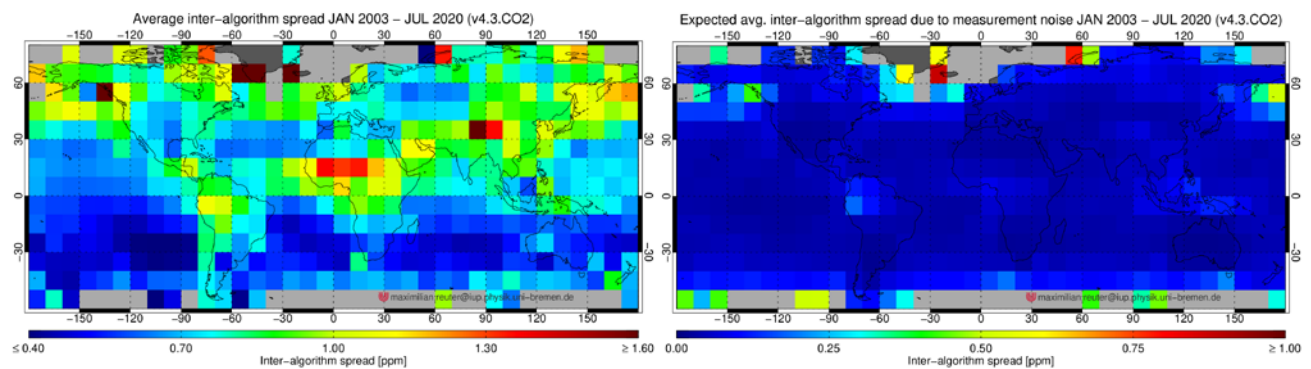 Average inter-algorithm spread JAN 2003 – JUL 2020 (v4.3.CO2)
−150 −120 −90 −60 −30 0 30 60 90 120 150
60 60
30 30
0 0
−30 −30
maximilian.reuter@iup.physik.uni-bremen.de
−150 −120 −90 −60 −30 0 30 60 90 120 150
≤ 0.40 0.70 1.00 1.30 ≥ 1.60
Inter-algorithm spread [ppm]
Expected avg. inter-algorithm spread due to measurement noise JAN 2003 – JUL 2020 (v4.3.CO2)
−150 −120 −90 −60 −30 0 30 60 90 120 150
60 60
30 30
0 0
−30 −30
maximilian.reuter@iup.physik.uni-bremen.de
−150 −120 −90 −60 −30 0 30 60 90 120 150
0.00 0.25 0.50 0.75 ≥ 1.00
Inter-algorithm spread [ppm]